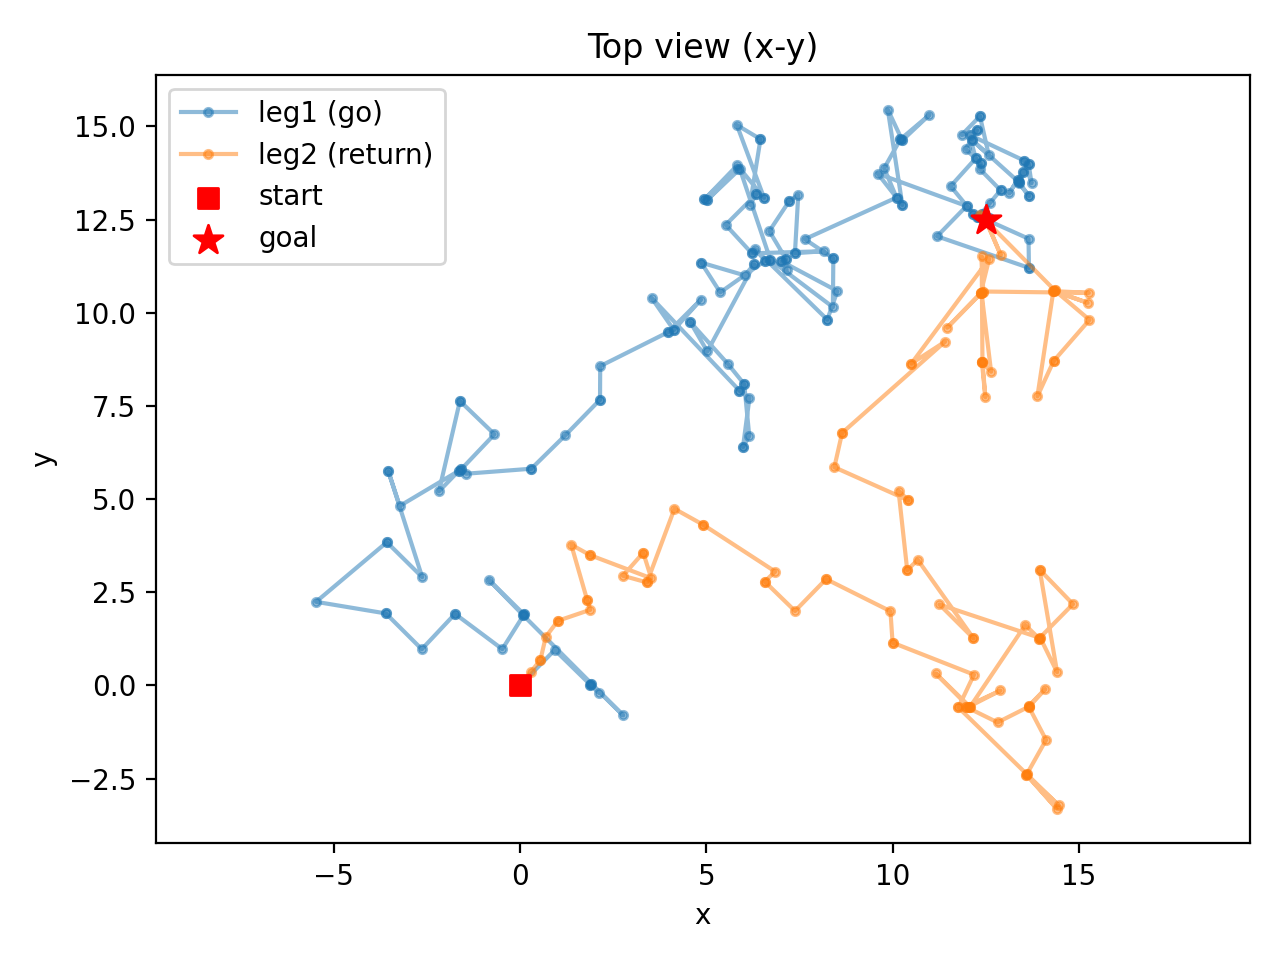 Top view (x-y)
leg1 (go)
leg2 (return)
start
goal
15.0
12.5
10.0
7.5
5.0
2.5
0.0
−2.5
y
−5 0 5 10 15
x